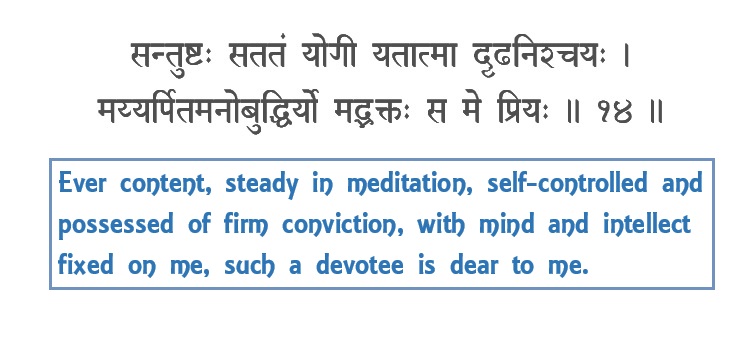 सन्तुष्टः सततं योगी यतात्मा दृढनिश्चयः ।
मय्यर्पितमनोबुद्धिर्यो मद्भक्तः स मे प्रियः ॥ १४ ॥
Ever content, steady in meditation, self-controlled and
possessed of firm conviction, with mind and intellect
fixed on me, such a devotee is dear to me.